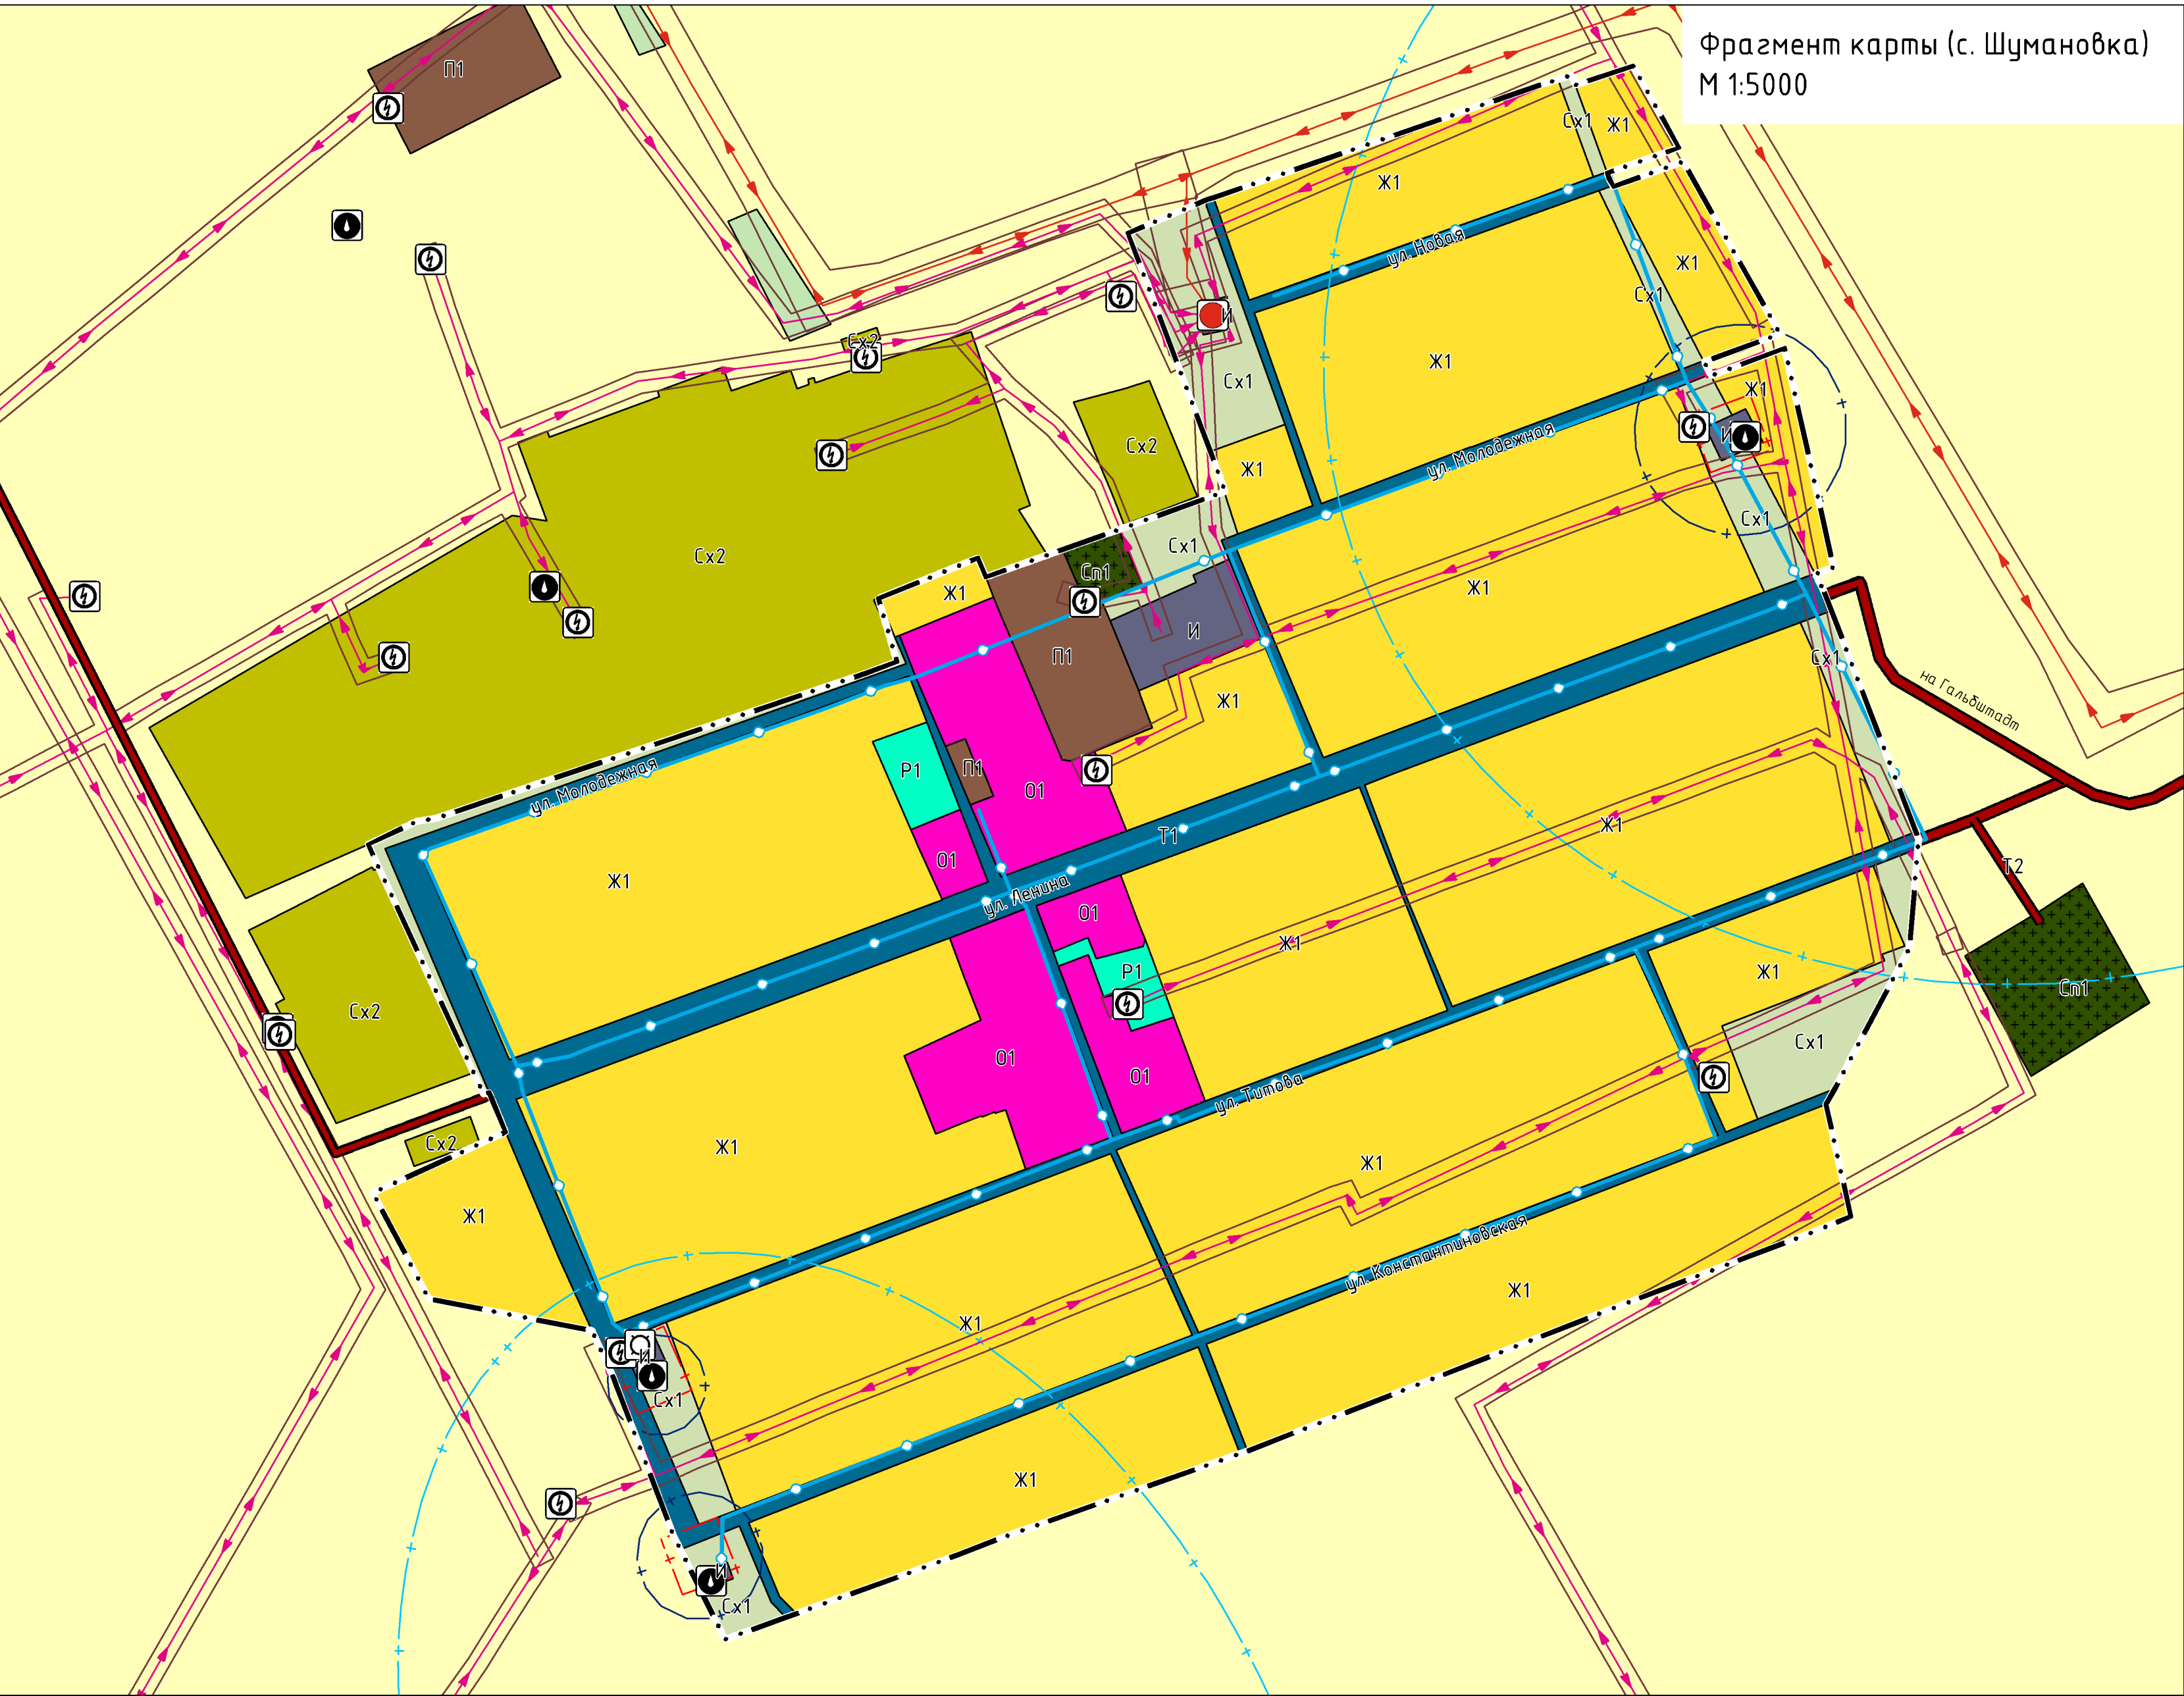 Фрагмент карты (с. Шумановка)
М 1:5000
П1
Сх1
Ж1
Ж1
ул. Новая
Ж1
Сх1
И
Сх2
Ж1
Сх1
Ж1
Сх2
ул. Молодежная
И
Ж1
Сх1
Сх2
Сх1
Сп1
Ж1
Ж1
И
П1
Сх1
на Гальбштадт
Ж1
ул. Молодежная
Р1
П1
О1
Т1
Ж1
О1
Т2
Ж1
ул. Ленина
О1
Ж1
Р1
Ж1
Сп1
Сх2
Сх1
О1
О1
ул. Титова
Сх2
Ж1
Ж1
Ж1
ул. Константиновская
Ж1
Ж1
И
Сх1
Ж1
И
Сх1